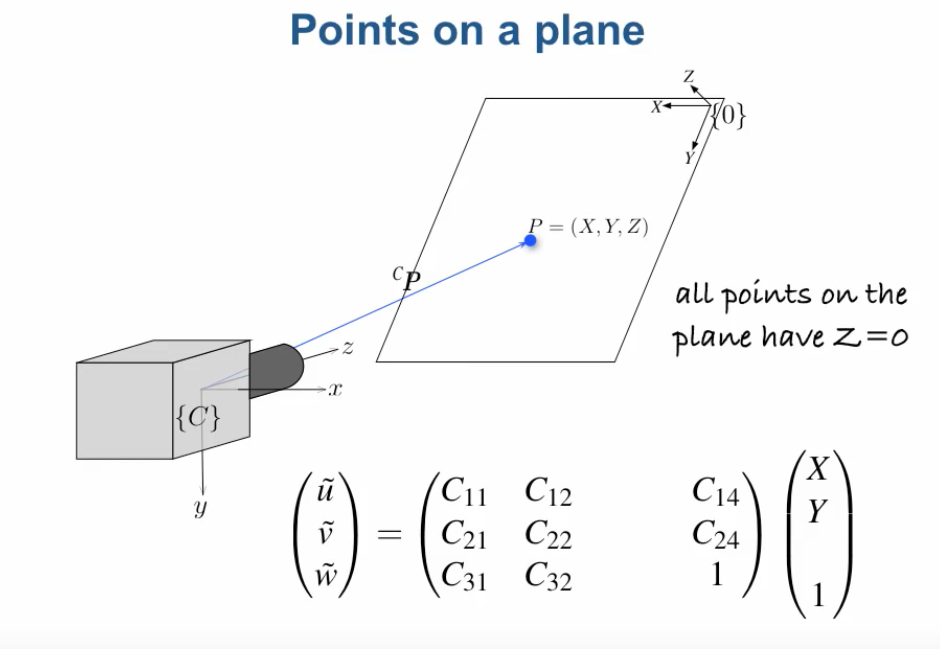 Points on a plane
Z
X
{0}
Y
P = (X, Y, Z)
ᶜP
all points on the
plane have Z=0
z
x
{C}
y
ũ C₁₁ C₁₂ C₁₄ X
ṽ = C₂₁ C₂₂ C₂₄ Y
w̃ C₃₁ C₃₂ 1 1